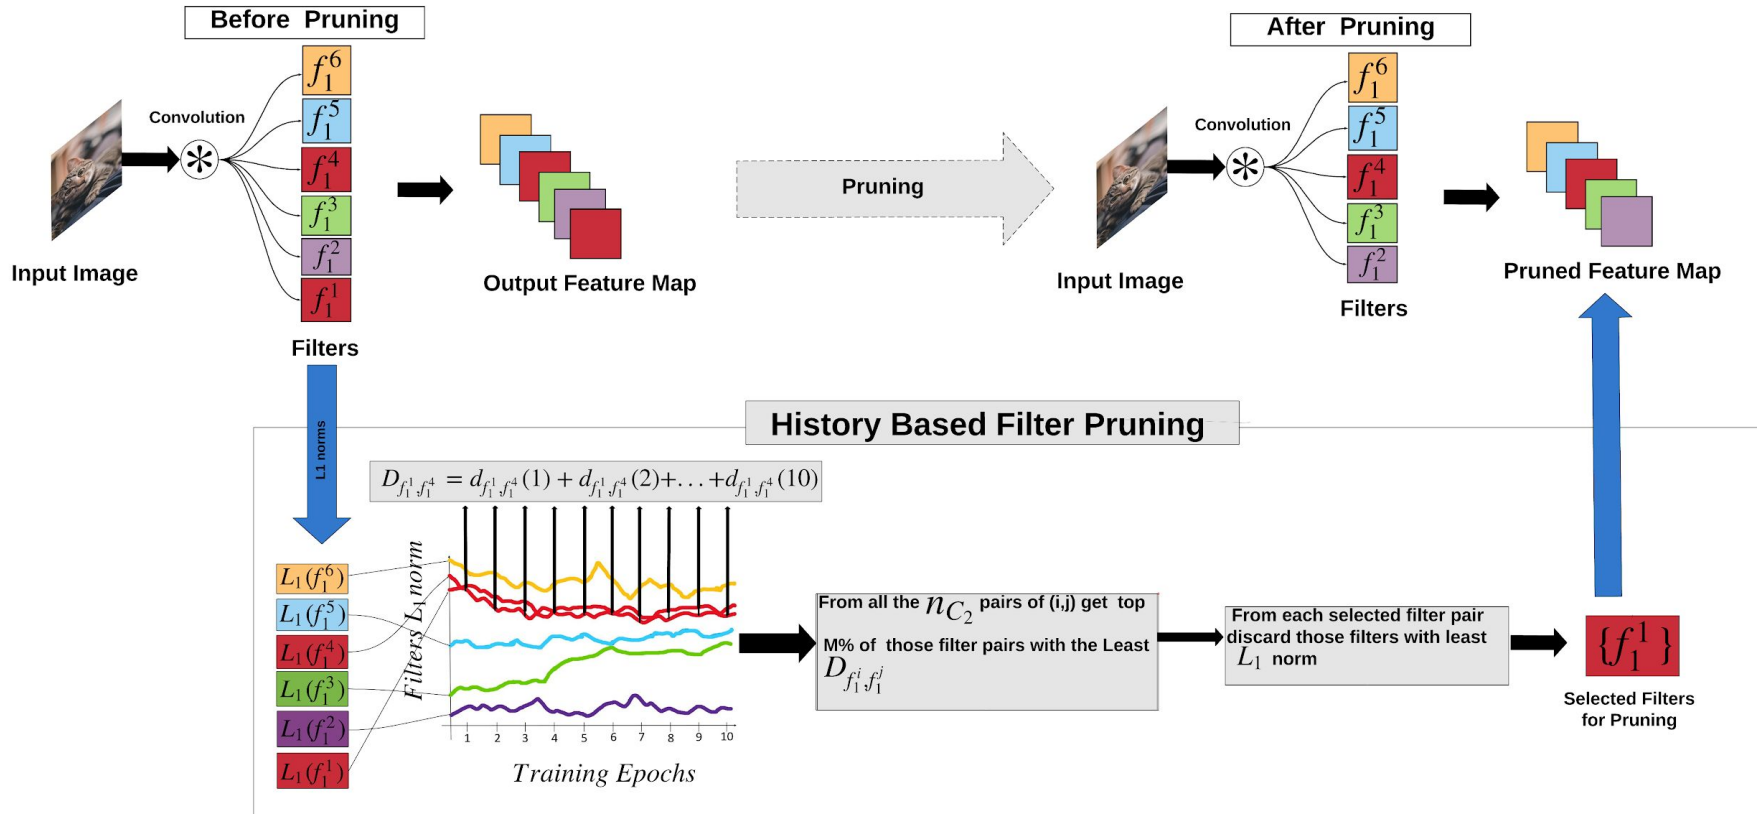 Before Pruning
After Pruning
f_1^6
f_1^5
f_1^4
f_1^3
f_1^2
f_1^1
Convolution
*
Input Image
Filters
Output Feature Map
Pruning
f_1^6
f_1^5
f_1^4
f_1^3
f_1^2
Convolution
*
Input Image
Filters
Pruned Feature Map
L1 norms
History Based Filter Pruning
D_{f_1^1,f_1^4} = d_{f_1^1,f_1^4}(1) + d_{f_1^1,f_1^4}(2)+...+d_{f_1^1,f_1^4}(10)
L_1(f_1^6)
L_1(f_1^5)
L_1(f_1^4)
L_1(f_1^3)
L_1(f_1^2)
L_1(f_1^1)
Filters L_1 norm
1 2 3 4 5 6 7 8 9 10
Training Epochs
From all the n_{C_2} pairs of (i,j) get top
M% of those filter pairs with the Least
D_{f_1^i,f_1^j}
From each selected filter pair
discard those filters with least
L_1 norm
{f_1^1}
Selected Filters
for Pruning